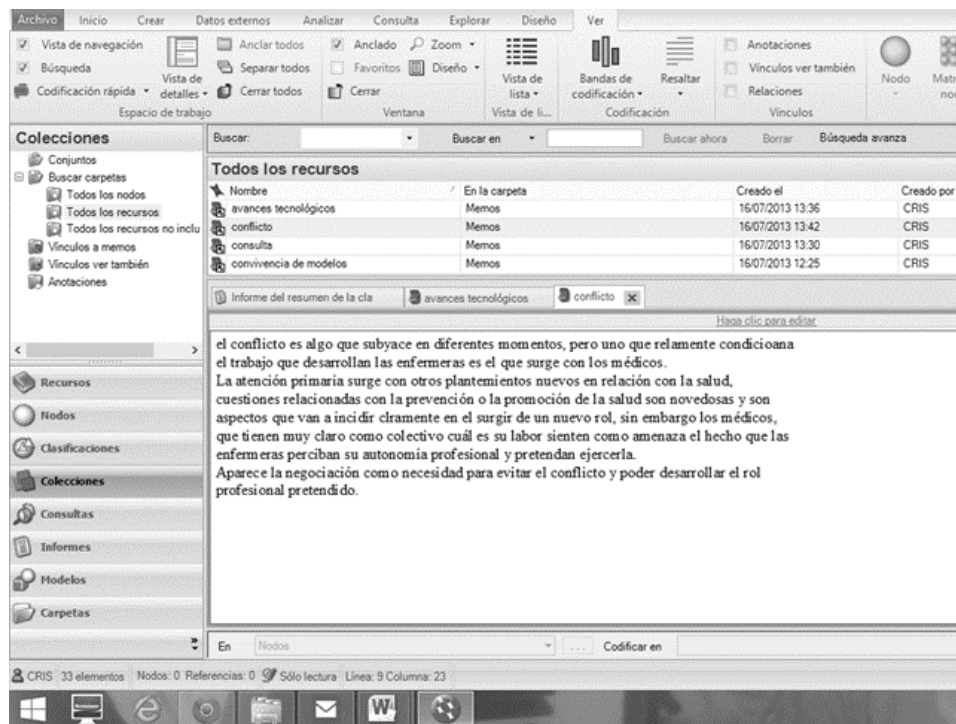 Archivo Inicio Crear Datos externos Analizar Consulta Explorar Diseño Ver
Vista de navegación
Búsqueda
Codificación rápida
Vista de detalles
Espacio de trabajo
Anclar todos
Separar todos
Cerrar todos
Anclado
Favoritos
Cerrar
Zoom
Diseño
Ventana
Vista de lista
Vista de li...
Bandas de codificación
Resaltar
Codificación
Anotaciones
Vínculos ver también
Relaciones
Vínculos
Nodo
Matr
no
Colecciones
Conjuntos
Buscar carpetas
Todos los nodos
Todos los recursos
Todos los recursos no inclu
Vínculos a memos
Vínculos ver también
Anotaciones
Recursos
Nodos
Clasificaciones
Colecciones
Consultas
Informes
Modelos
Carpetas
Buscar: Buscar en Buscar ahora Borrar Búsqueda avanza
Todos los recursos
Nombre En la carpeta Creado el Creado por
avances tecnológicos Memos 16/07/2013 13:36 CRIS
conflicto Memos 16/07/2013 13:42 CRIS
consulta Memos 16/07/2013 13:30 CRIS
convivencia de modelos Memos 16/07/2013 12:25 CRIS
Informe del resumen de la cla avances tecnológicos conflicto
Haga clic para editar
el conflicto es algo que subyace en diferentes momentos, pero uno que relamente condicioana
el trabajo que desarrollan las enfermeras es el que surge con los médicos.
La atención primaria surge con otros plantemientos nuevos en relación con la salud,
cuestiones relacionadas con la prevención o la promoción de la salud son novedosas y son
aspectos que van a incidir clramente en el surgir de un nuevo rol, sin embargo los médicos,
que tienen muy claro como colectivo cuál es su labor sienten como amenaza el hecho que las
enfermeras perciban su autonomia profesional y pretendan ejercerla.
Aparece la negociación como necesidad para evitar el conflicto y poder desarrollar el rol
profesional pretendido.
En Nodos ... Codificar en
CRIS 33 elementos Nodos: 0 Referencias: 0 Sólo lectura Línea: 9 Columna: 23